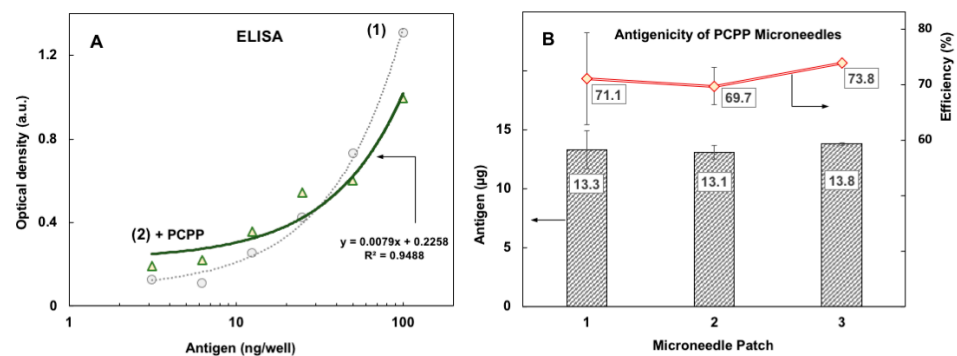 A
ELISA
(1)
(2) + PCPP
y = 0.0079x + 0.2258
R² = 0.9488
Optical density (a.u.)
1.2
0.8
0.4
0
1
10
100
Antigen (ng/well)
B
Antigenicity of PCPP Microneedles
71.1
69.7
73.8
13.3
13.1
13.8
Antigen (µg)
15
10
5
0
80
70
60
Efficiency (%)
1
2
3
Microneedle Patch